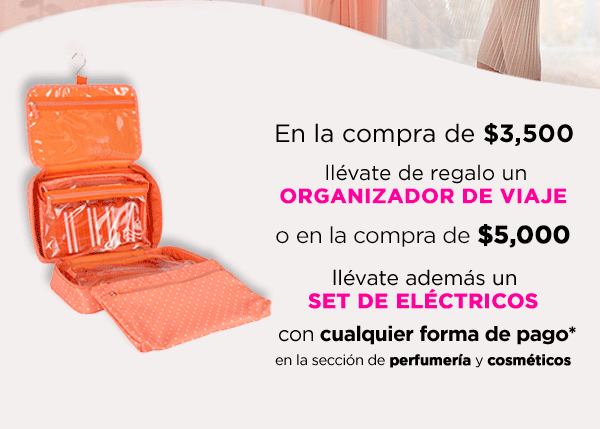 En la compra de $3,500
llévate de regalo un
ORGANIZADOR DE VIAJE
o en la compra de $5,000
llévate además un
SET DE ELÉCTRICOS
con cualquier forma de pago*
en la sección de perfumería y cosméticos